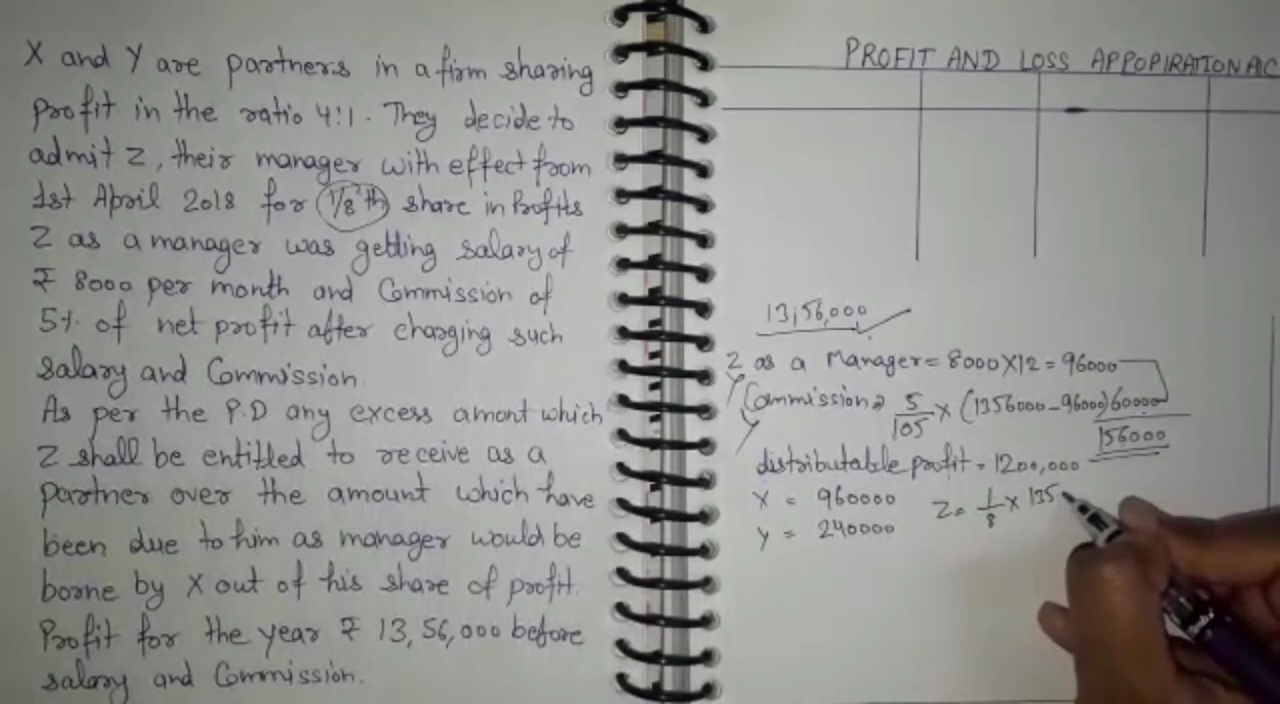 X and Y are partners in a firm sharing
profit in the ratio 4:1. They decide to
admit Z, their manager with effect from
1st April 2018 for 1/8th share in Profits
Z as a manager was getting salary of
₹ 8000 per month and Commission of
5% of net profit after charging such
salary and Commission.
As per the P.D any excess amont which
Z shall be entitled to receive as a
partner over the amount which have
been due to him as manager would be
borne by X out of his share of profit.
Profit for the year ₹ 13,56,000 before
salary and Commission.
PROFIT AND LOSS APPOPIRATION A/C
13,56,000
Z as a Manager = 8000X12 = 96000
Commission = 5/105 × (1356000-96000) 60000
156000
distributable profit = 1200,000
X = 960000
Y = 240000
Z = 1/8 × 135